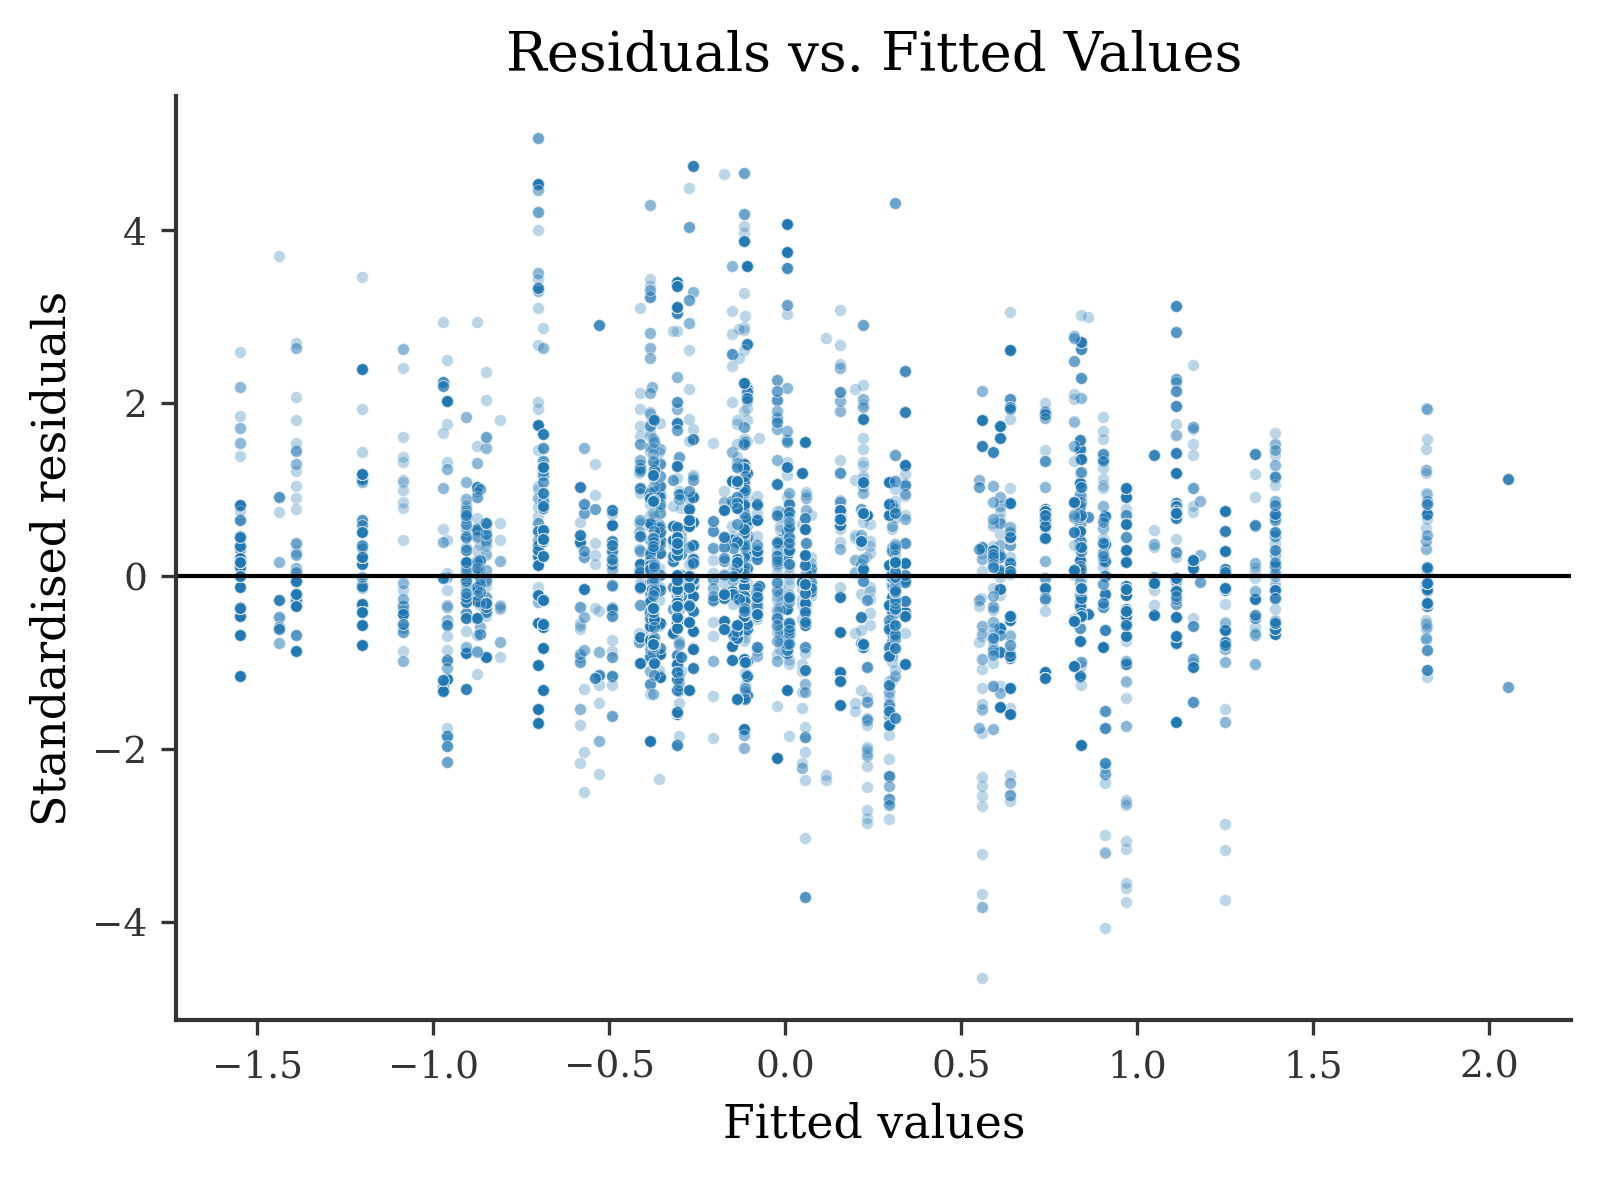 Residuals vs. Fitted Values
Standardised residuals
4
2
0
−2
−4
−1.5 −1.0 −0.5 0.0 0.5 1.0 1.5 2.0
Fitted values